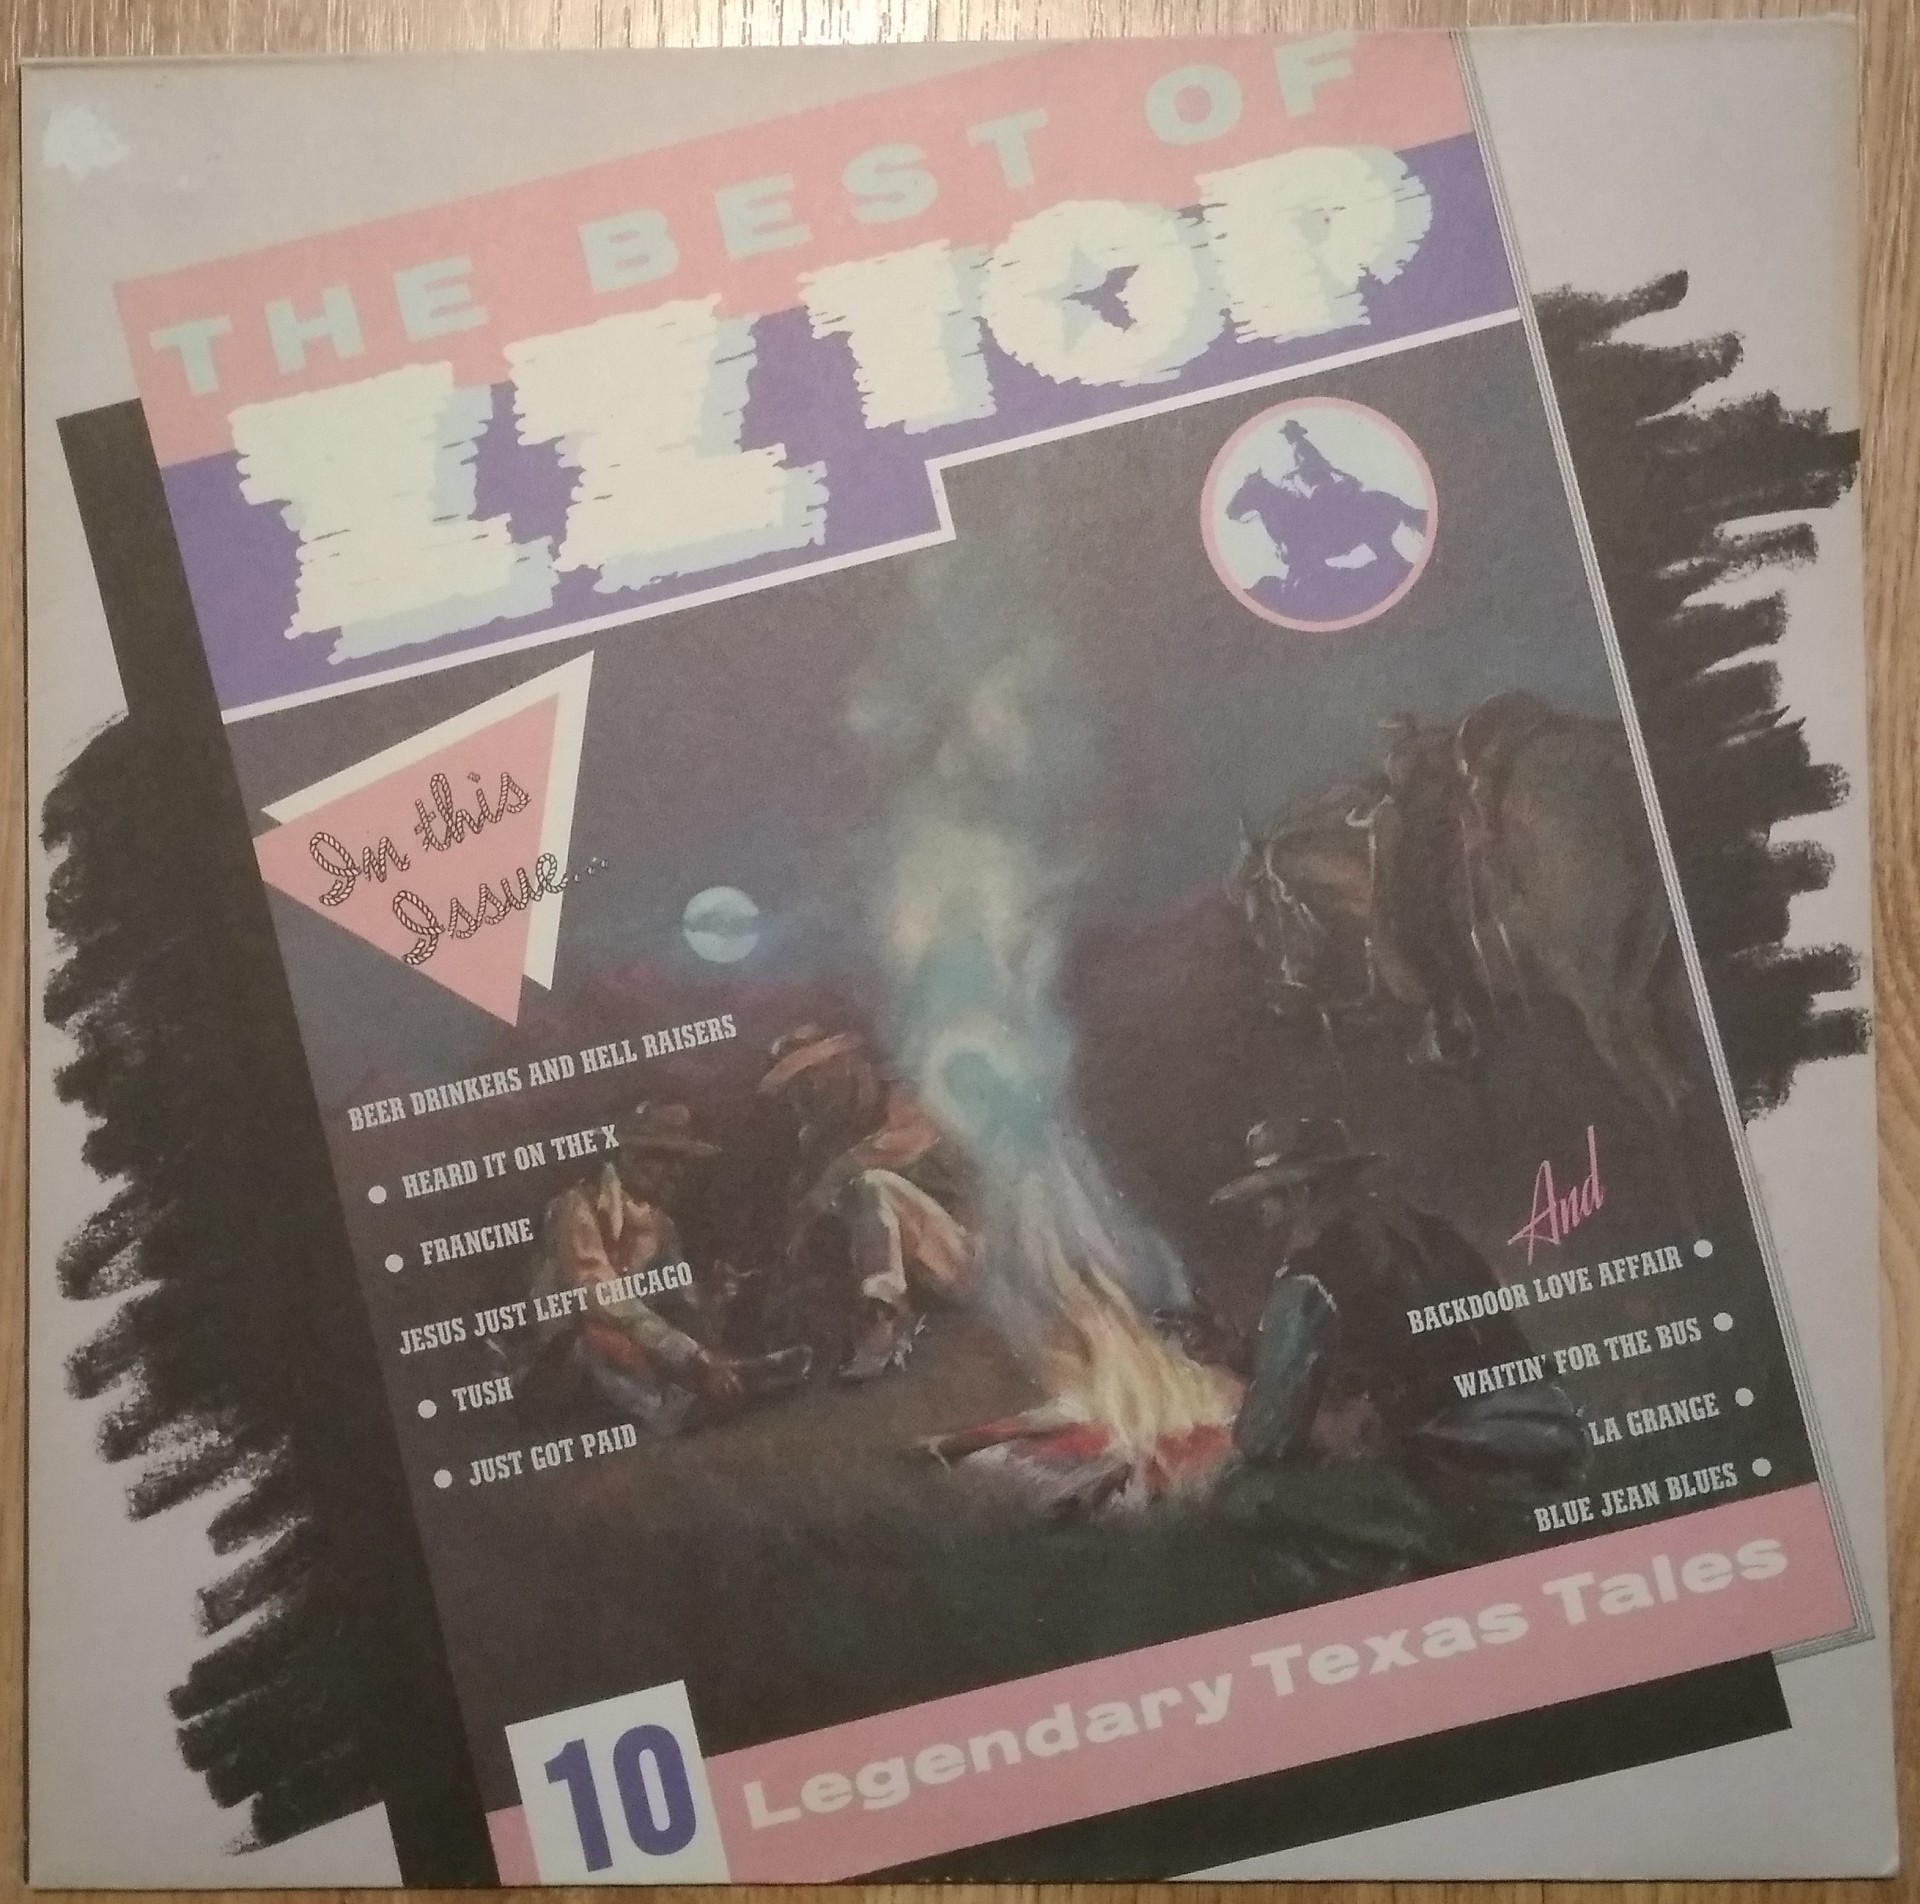 THE BEST OF
ZZ TOP
In this
Issue...
BEER DRINKERS AND HELL RAISERS
HEARD IT ON THE X
FRANCINE
JESUS JUST LEFT CHICAGO
TUSH
JUST GOT PAID
And
BACKDOOR LOVE AFFAIR
WAITIN' FOR THE BUS
LA GRANGE
BLUE JEAN BLUES
10 Legendary Texas Tales